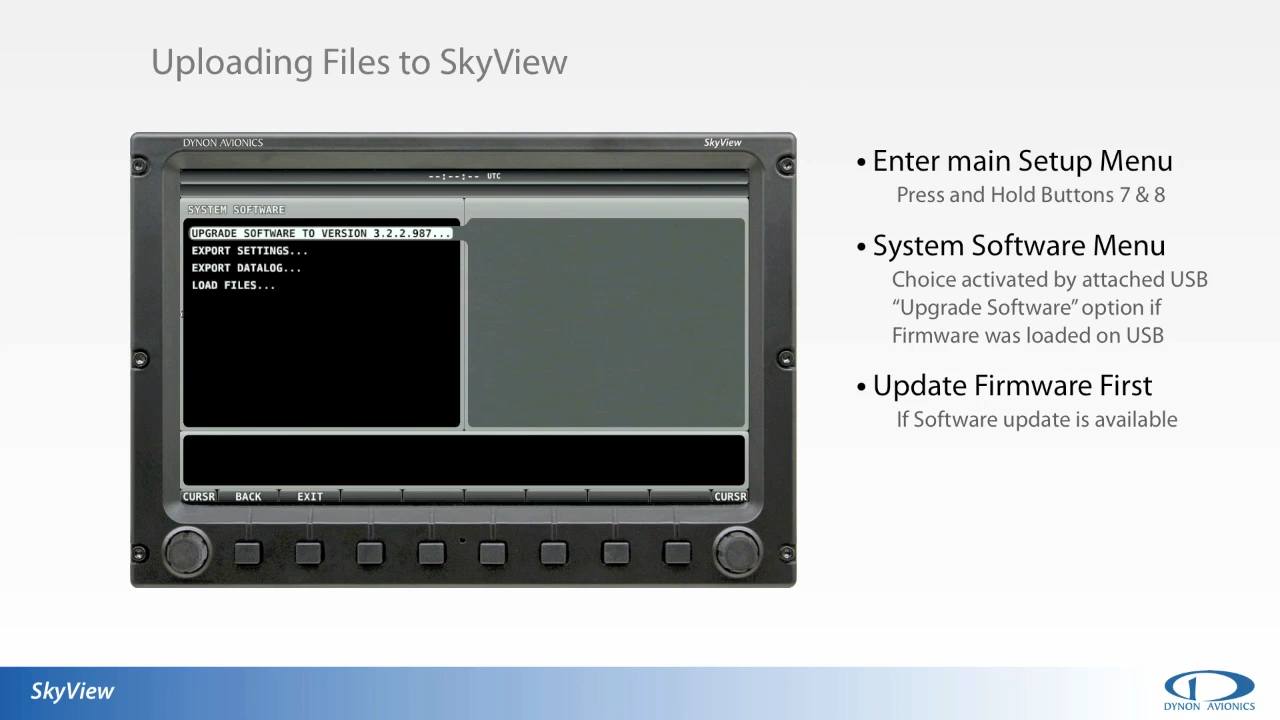 Uploading Files to SkyView
DYNON AVIONICS
SkyView
--:--:-- UTC
SYSTEM SOFTWARE
UPGRADE SOFTWARE TO VERSION 3.2.2.987...
EXPORT SETTINGS...
EXPORT DATALOG...
LOAD FILES...
CURSR BACK EXIT CURSR
• Enter main Setup Menu
Press and Hold Buttons 7 & 8
• System Software Menu
Choice activated by attached USB
“Upgrade Software” option if
Firmware was loaded on USB
• Update Firmware First
If Software update is available
SkyView
DYNON AVIONICS